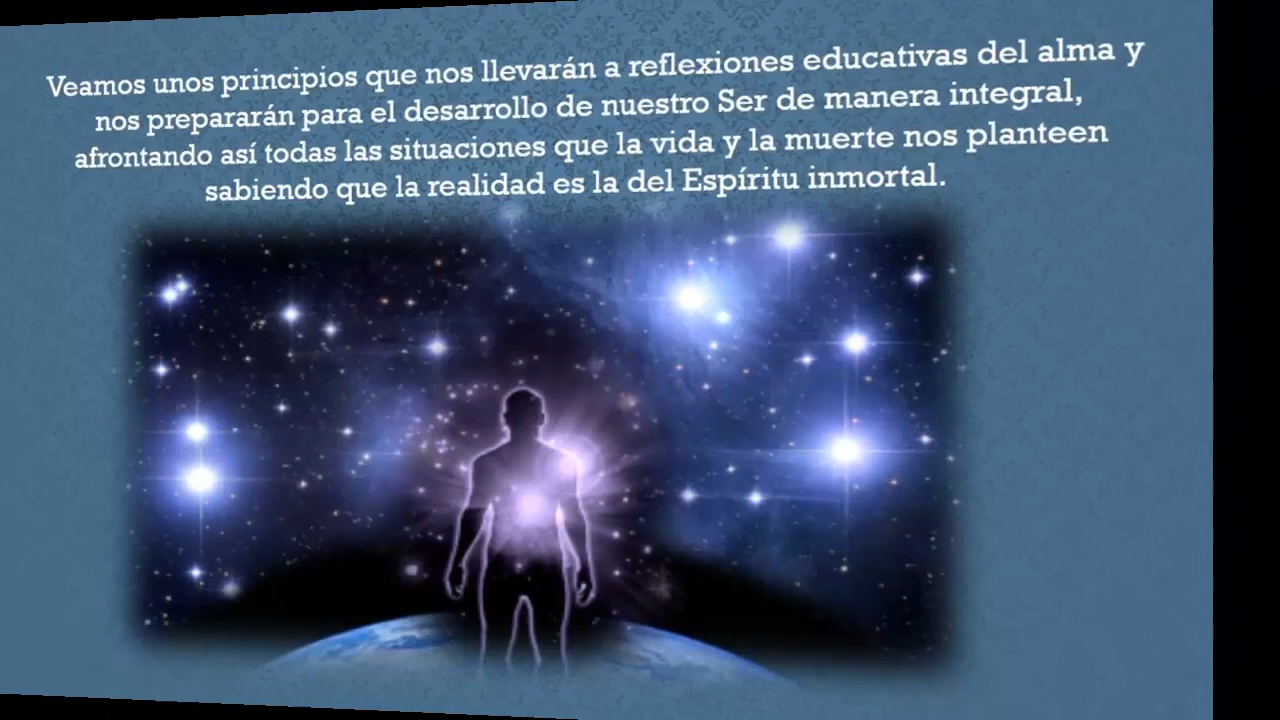 Veamos unos principios que nos llevarán a reflexiones educativas del alma y
nos prepararán para el desarrollo de nuestro Ser de manera integral,
afrontando así todas las situaciones que la vida y la muerte nos planteen
sabiendo que la realidad es la del Espíritu inmortal.